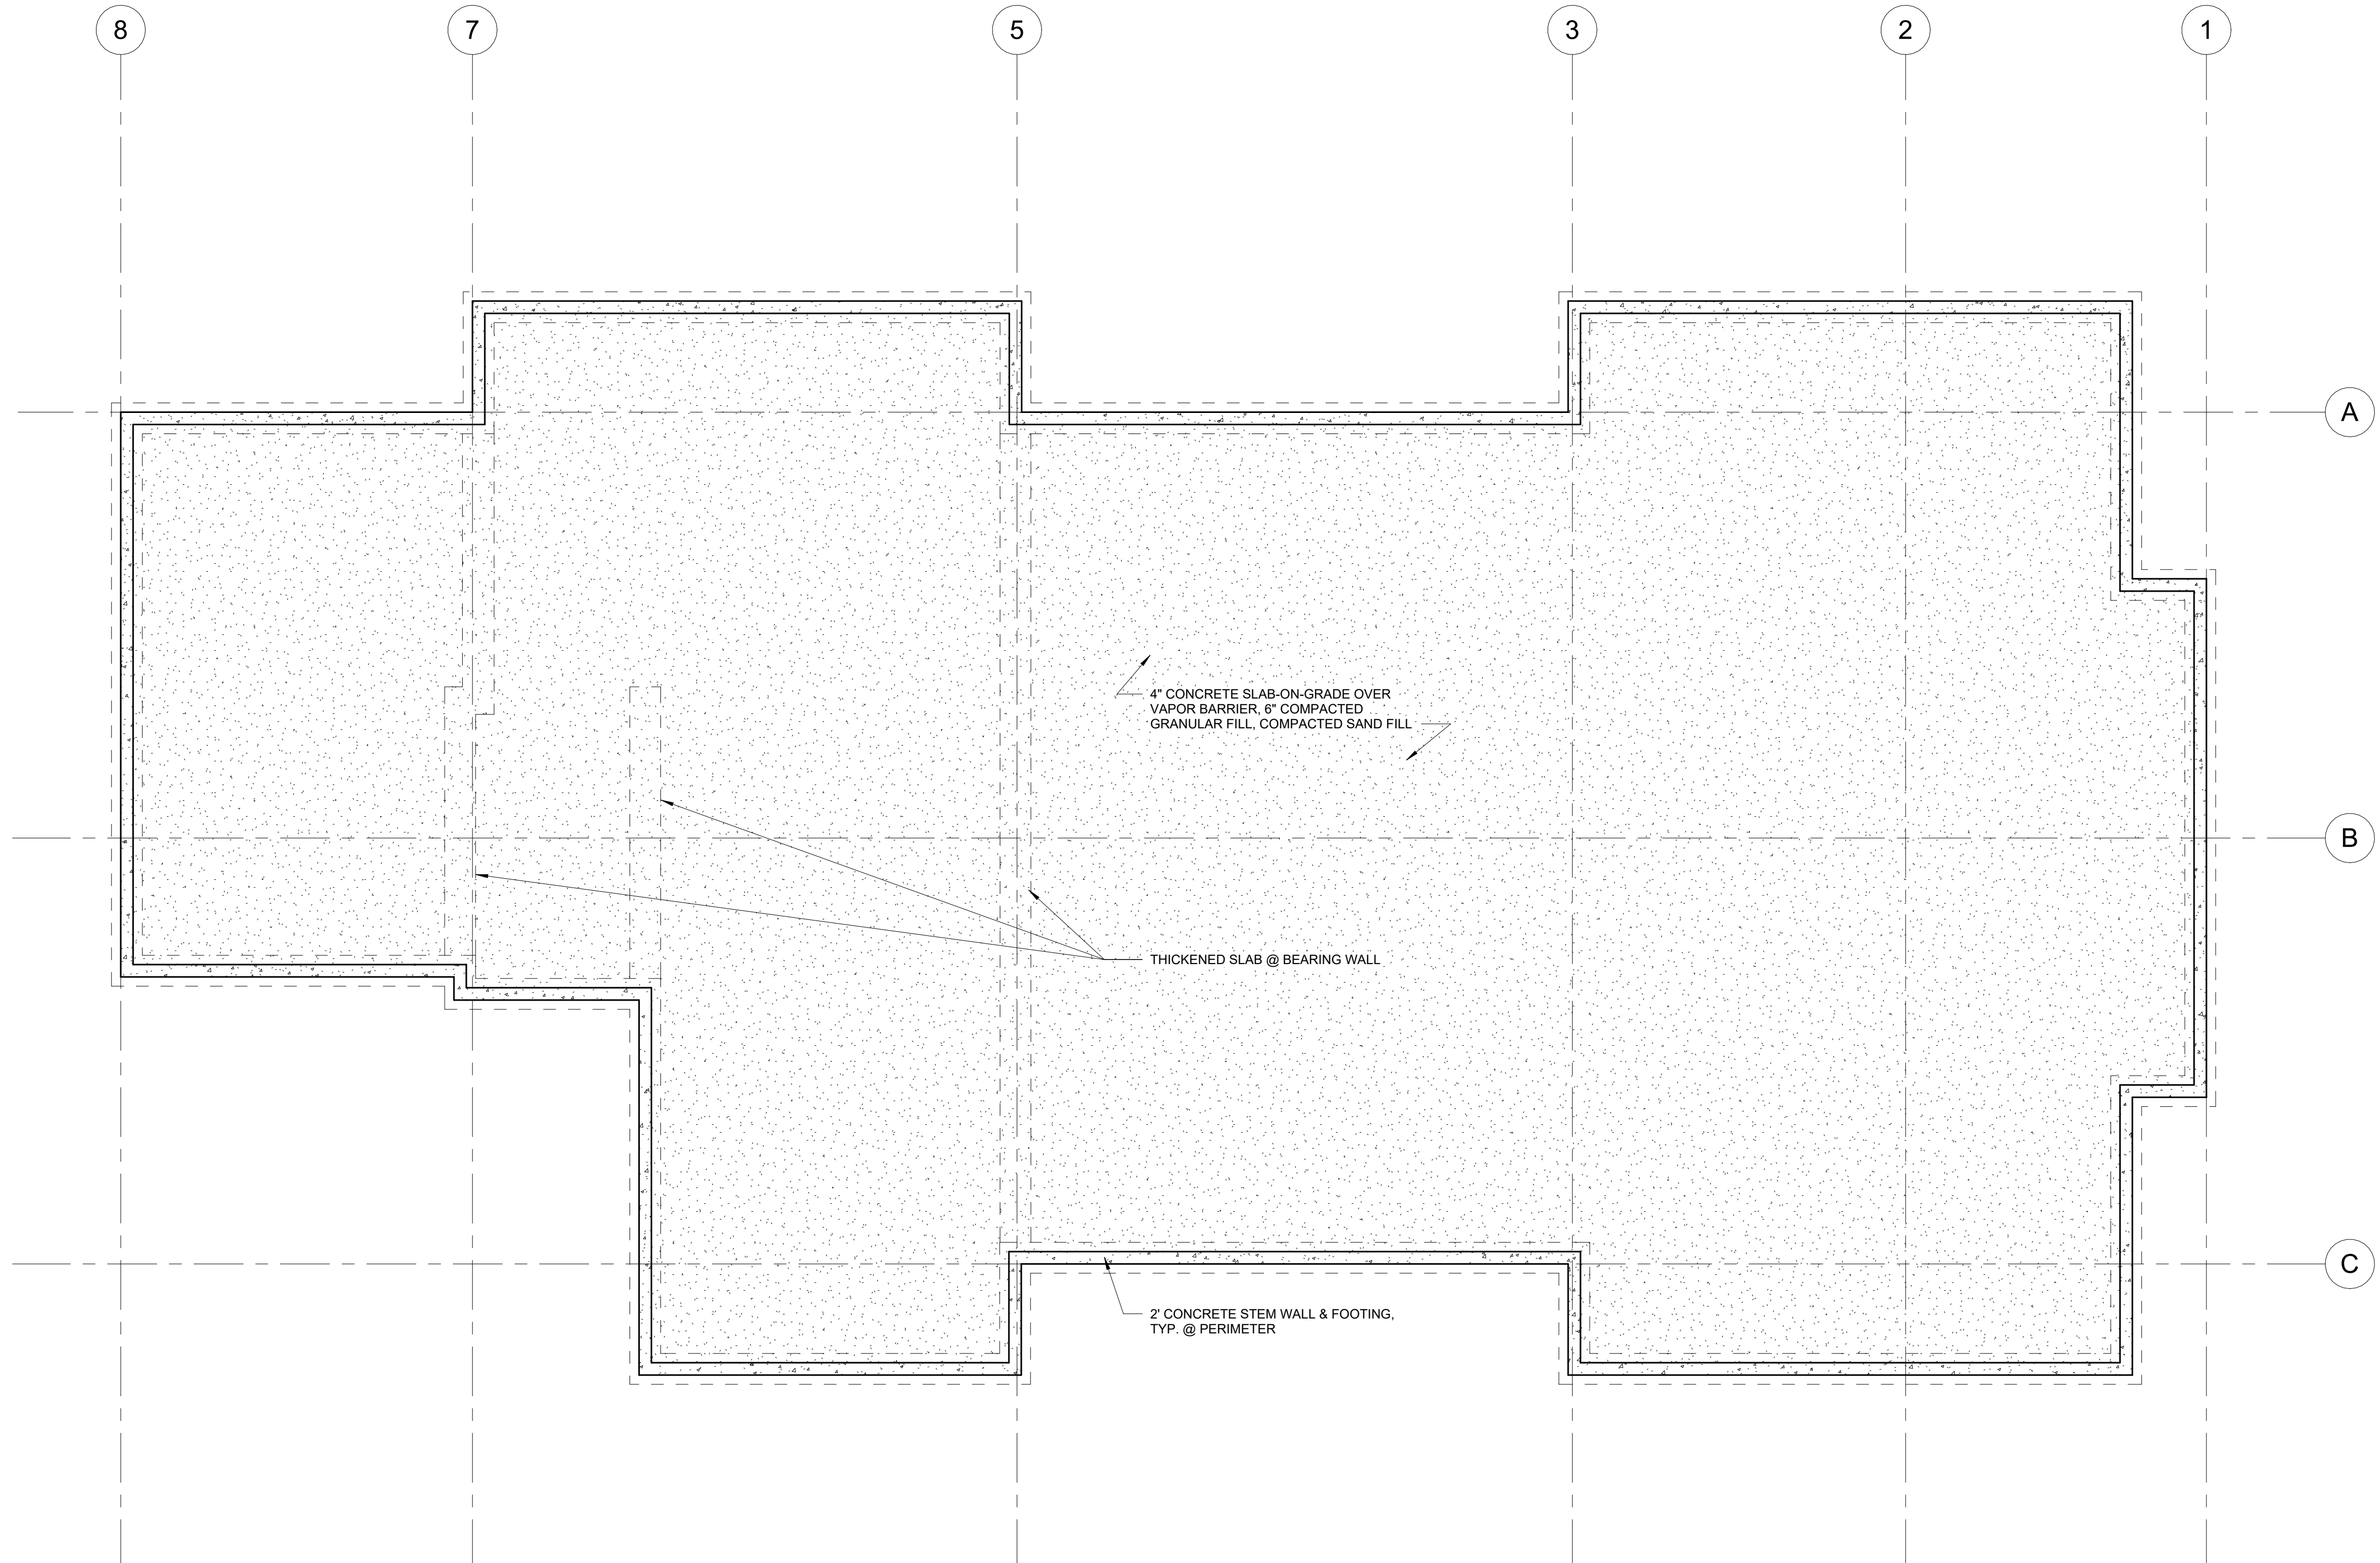 8
7
5
3
2
1
A
4" CONCRETE SLAB-ON-GRADE OVER
VAPOR BARRIER, 6" COMPACTED
GRANULAR FILL, COMPACTED SAND FILL
B
THICKENED SLAB @ BEARING WALL
C
2' CONCRETE STEM WALL & FOOTING,
TYP. @ PERIMETER